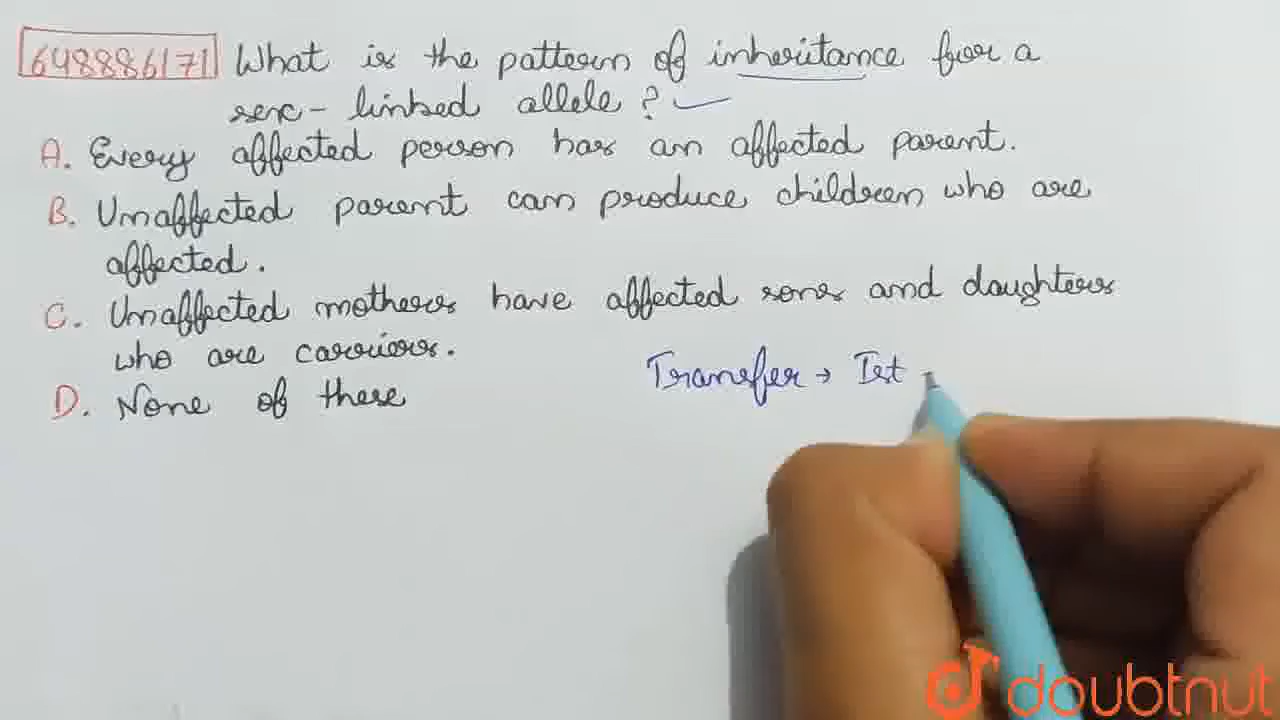 648886171 What is the pattern of inheritance for a
sex-linked allele?
A. Every affected person has an affected parent.
B. Unaffected parent can produce children who are
affected.
C. Unaffected mothers have affected sons and daughters
who are carriers.
Transfer → Ist
D. None of these
doubtnut